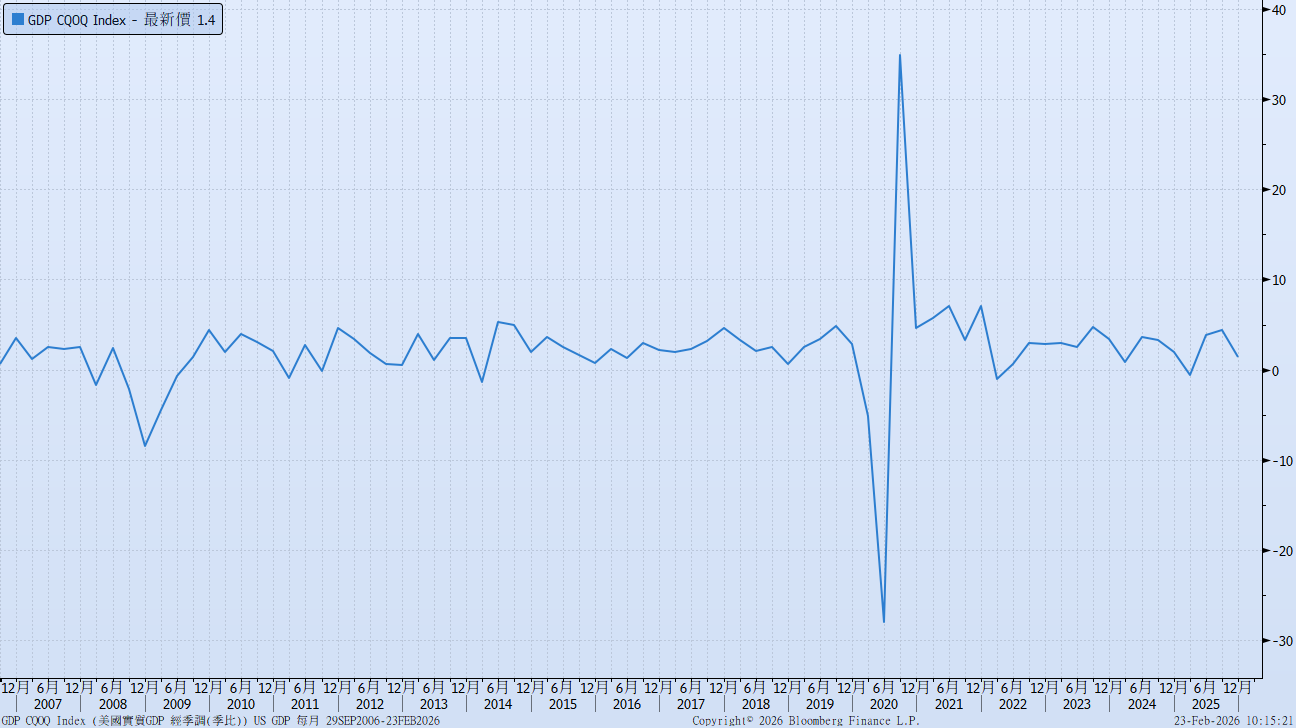 GDP CQOQ Index - 最新價 1.4
40
30
20
10
0
-10
-20
-30
12月 6月 12月 6月 12月 6月 12月 6月 12月 6月 12月 6月 12月 6月 12月 6月 12月 6月 12月 6月 12月 6月 12月 6月 12月 6月 12月 6月 12月 6月 12月 6月 12月 6月 12月 6月 12月 6月 12月
2007 2008 2009 2010 2011 2012 2013 2014 2015 2016 2017 2018 2019 2020 2021 2022 2023 2024 2025
GDP CQOQ Index (美國實質GDP 經季調(季比)) US GDP 每月 29SEP2006-23FEB2026 Copyright© 2026 Bloomberg Finance L.P. 23-Feb-2026 10:15:21